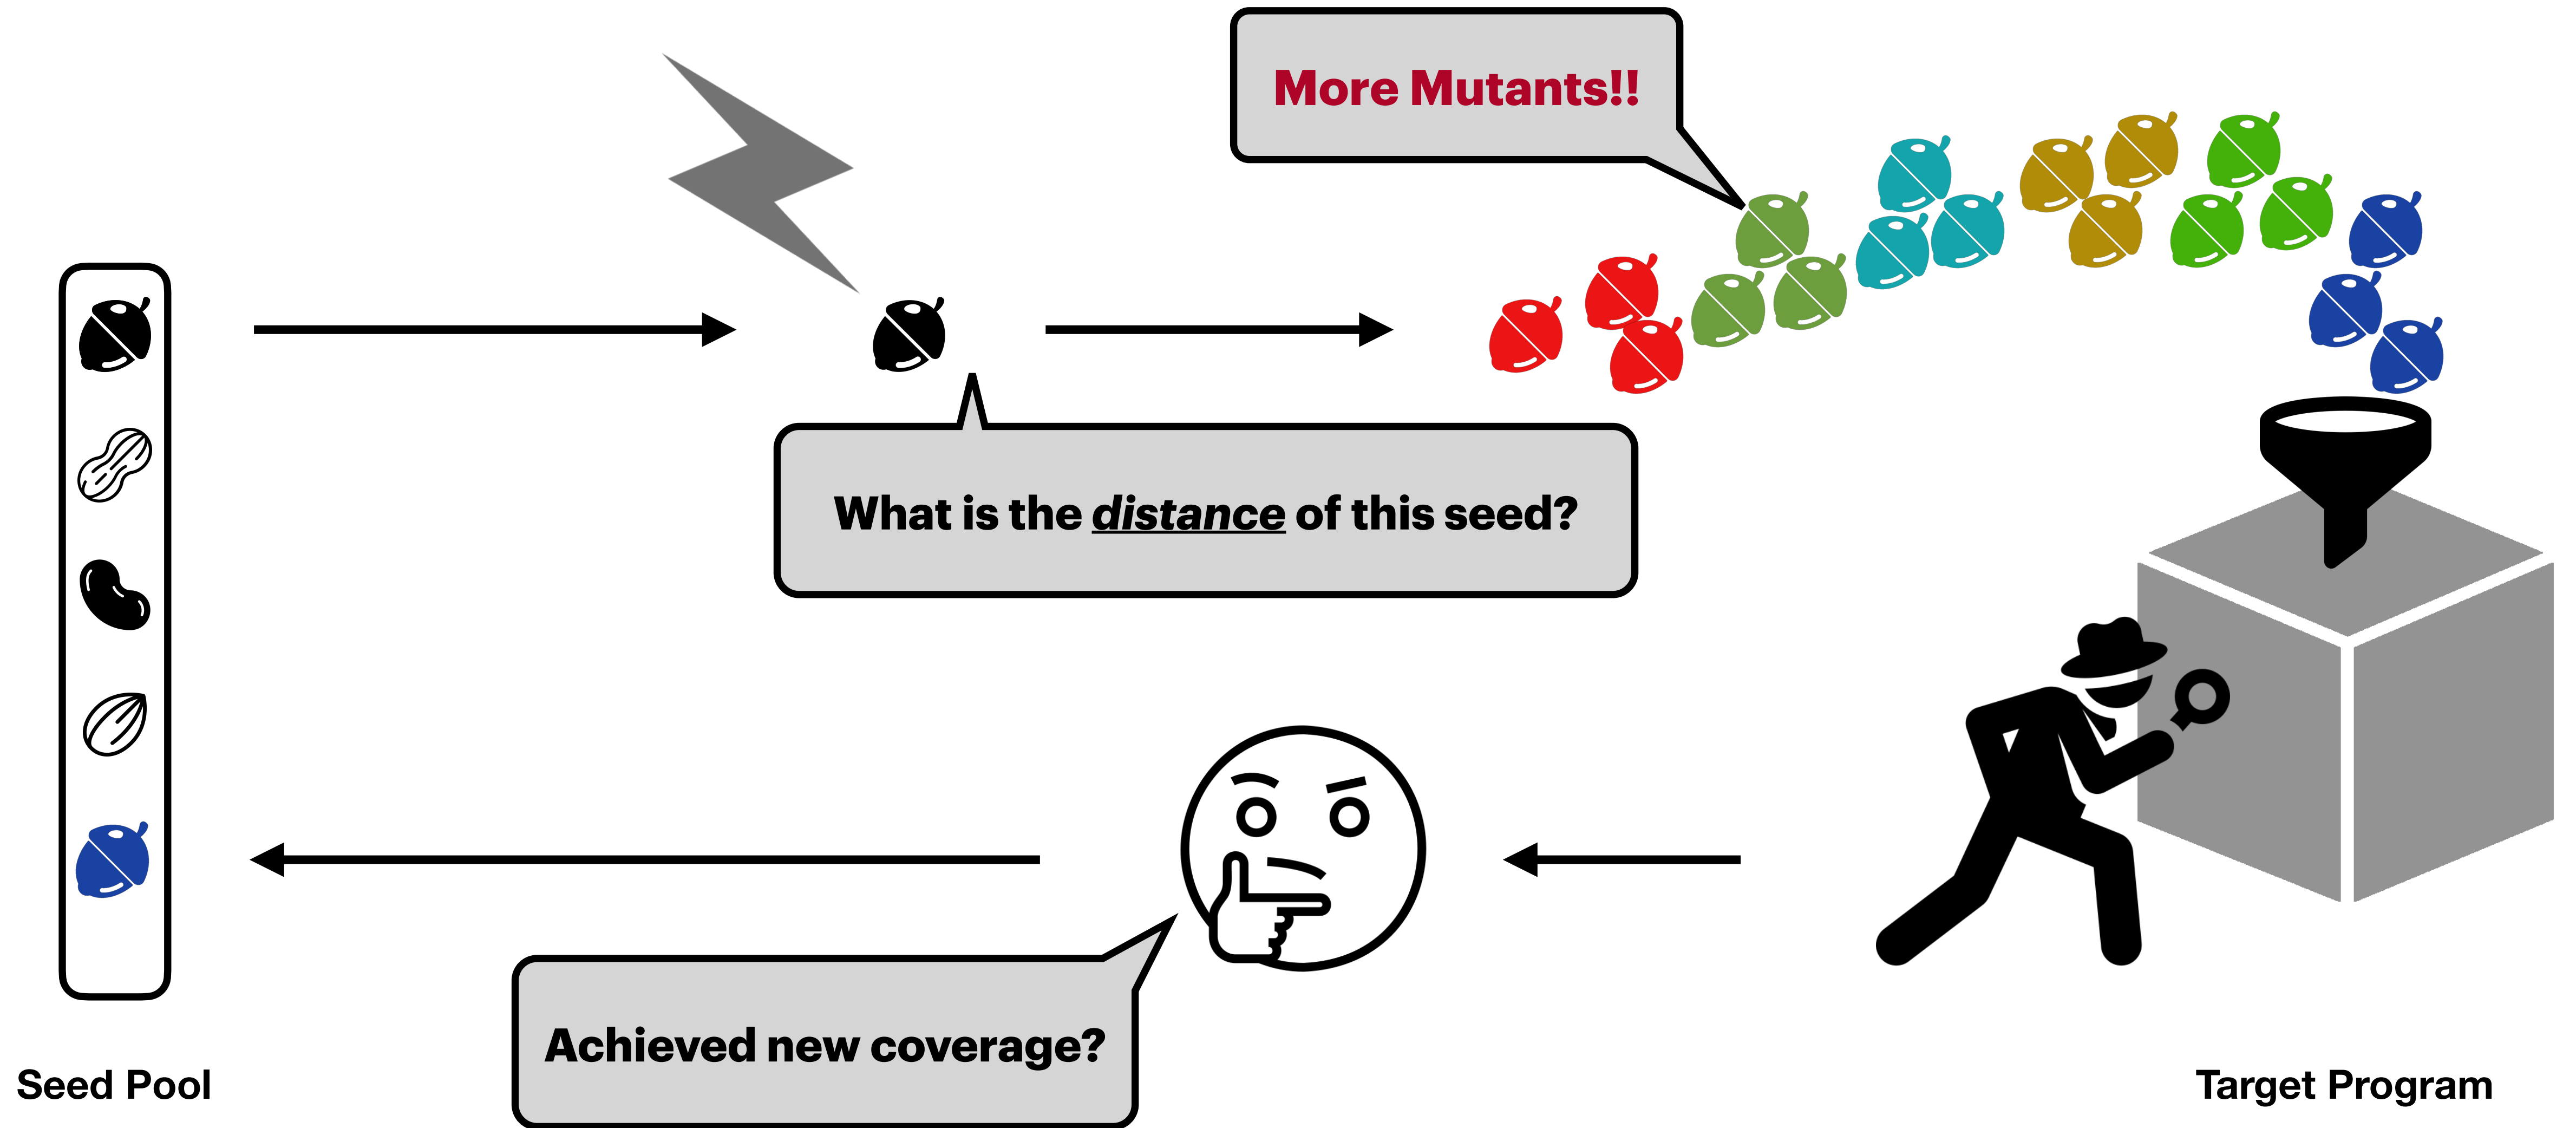 More Mutants!!
What is the distance of this seed?
Achieved new coverage?
Seed Pool
Target Program